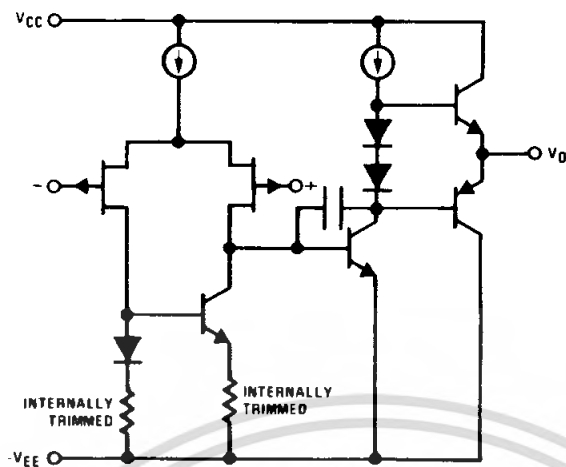 VCC
VO
-
+
INTERNALLY
TRIMMED
INTERNALLY
TRIMMED
-VEE